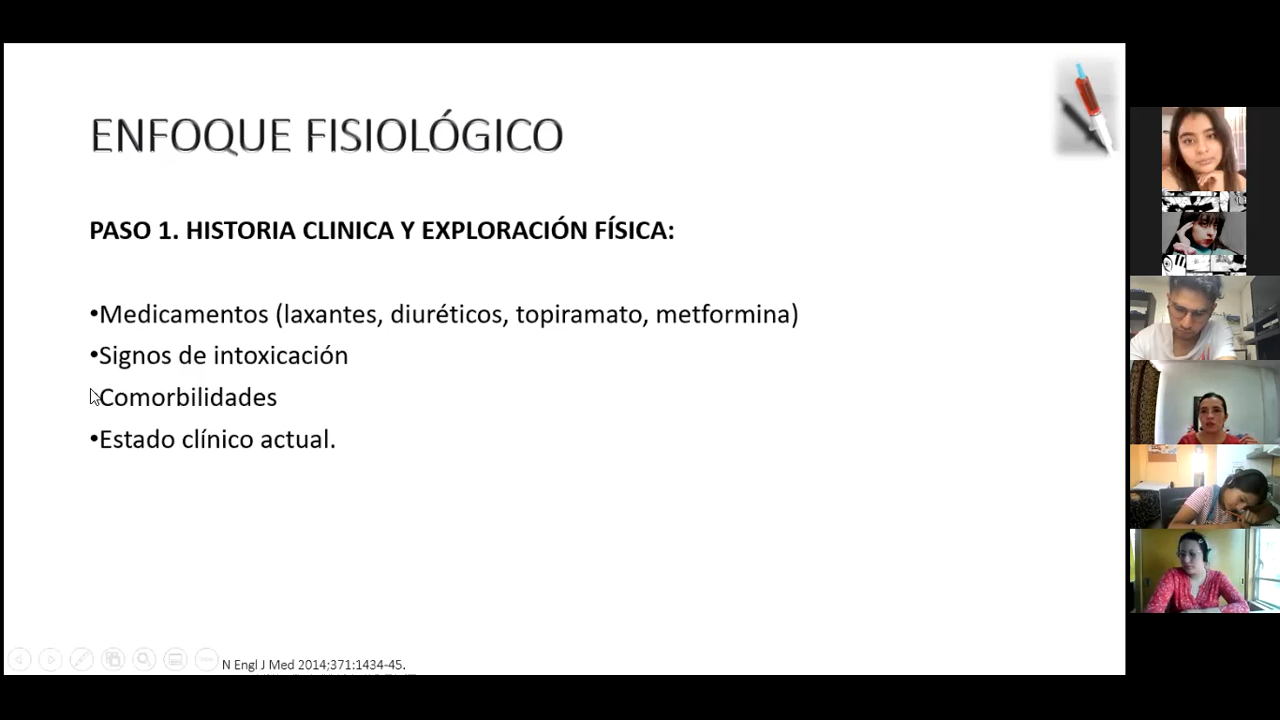 ENFOQUE FISIOLÓGICO
PASO 1. HISTORIA CLINICA Y EXPLORACIÓN FÍSICA:
•Medicamentos (laxantes, diuréticos, topiramato, metformina)
•Signos de intoxicación
•Comorbilidades
•Estado clínico actual.
N Engl J Med 2014;371:1434-45.